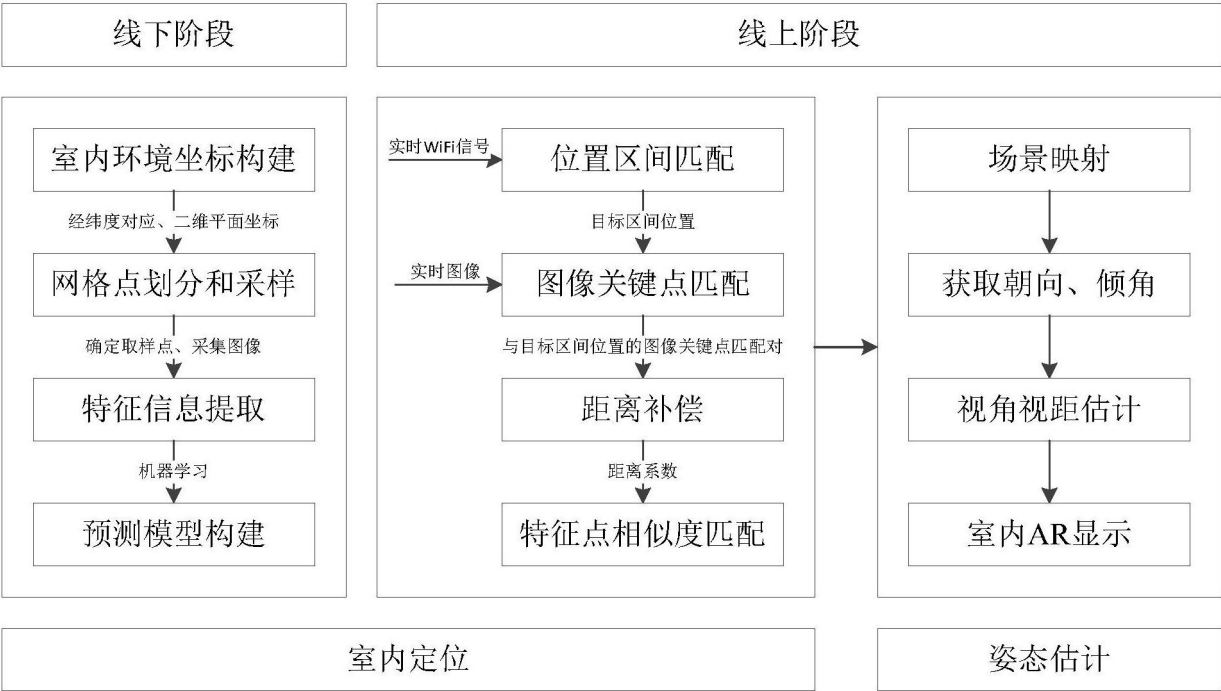 线下阶段
线上阶段
室内环境坐标构建
经纬度对应、二维平面坐标
网格点划分和采样
确定取样点、采集图像
特征信息提取
机器学习
预测模型构建
实时WiFi信号
位置区间匹配
目标区间位置
实时图像
图像关键点匹配
与目标区间位置的图像关键点匹配对
距离补偿
距离系数
特征点相似度匹配
场景映射
获取朝向、倾角
视角视距估计
室内AR显示
室内定位
姿态估计